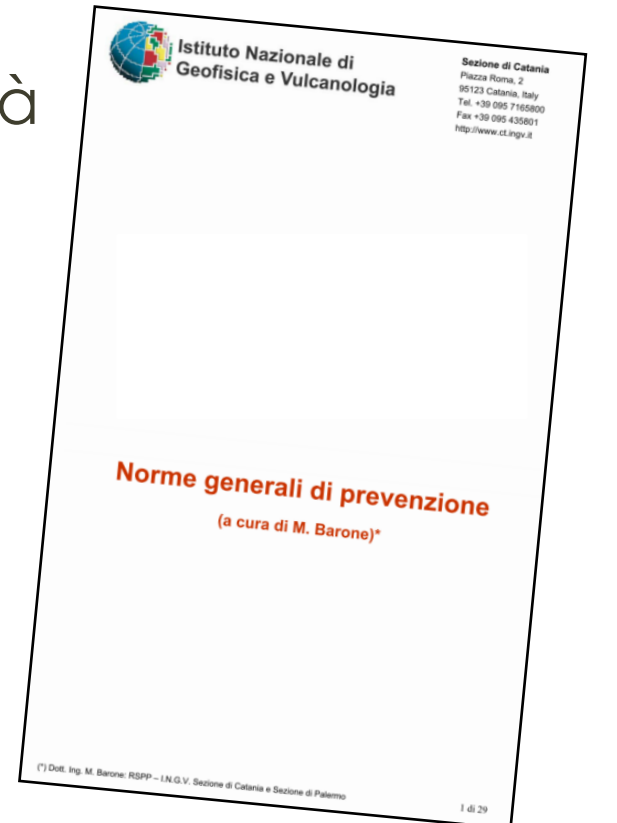 à
Istituto Nazionale di
Geofisica e Vulcanologia
Sezione di Catania
Piazza Roma, 2
95123 Catania, Italy
Tel. +39 095 7165800
Fax +39 095 435801
http://www.ct.ingv.it
Norme generali di prevenzione
(a cura di M. Barone)*
(*) Dott. Ing. M. Barone: RSPP – I.N.G.V. Sezione di Catania e Sezione di Palermo
1 di 29